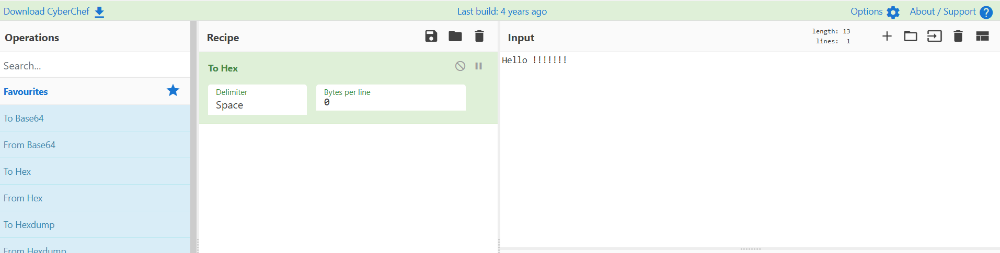 Download CyberChef
Last build: 4 years ago
Options
About / Support
Operations
Search...
Favourites
To Base64
From Base64
To Hex
From Hex
To Hexdump
From Hexdump
Recipe
To Hex
Delimiter
Space
Bytes per line
0
Input
length: 13
lines: 1
Hello !!!!!!!